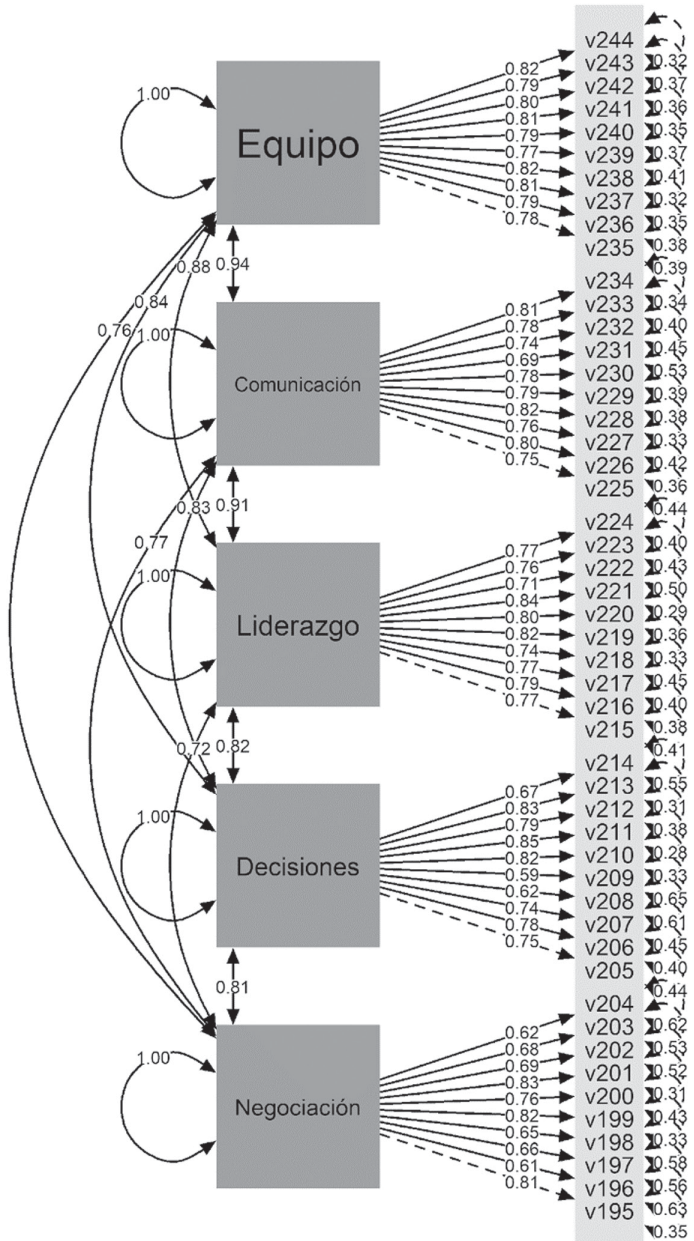 1.00
Equipo
0.82
0.79
0.80
0.81
0.79
0.77
0.82
0.81
0.79
0.78
v244
v243
v242
v241
v240
v239
v238
v237
v236
v235
0.32
0.37
0.36
0.35
0.37
0.41
0.32
0.35
0.38
0.39
0.88
0.94
0.84
0.76
1.00
Comunicación
0.81
0.78
0.74
0.69
0.78
0.79
0.82
0.76
0.80
0.75
v234
v233
v232
v231
v230
v229
v228
v227
v226
v225
0.34
0.40
0.45
0.53
0.39
0.38
0.33
0.42
0.36
0.44
0.83
0.91
0.77
1.00
Liderazgo
0.77
0.76
0.71
0.84
0.80
0.82
0.74
0.77
0.79
0.77
v224
v223
v222
v221
v220
v219
v218
v217
v216
v215
0.40
0.43
0.50
0.29
0.36
0.33
0.45
0.40
0.38
0.41
0.72
0.82
1.00
Decisiones
0.67
0.83
0.79
0.85
0.82
0.59
0.62
0.74
0.78
0.75
v214
v213
v212
v211
v210
v209
v208
v207
v206
v205
0.55
0.31
0.38
0.28
0.33
0.65
0.61
0.45
0.40
0.44
0.81
1.00
Negociación
0.62
0.68
0.69
0.83
0.76
0.82
0.65
0.66
0.61
0.81
v204
v203
v202
v201
v200
v199
v198
v197
v196
v195
0.62
0.53
0.52
0.31
0.43
0.33
0.58
0.56
0.63
0.35